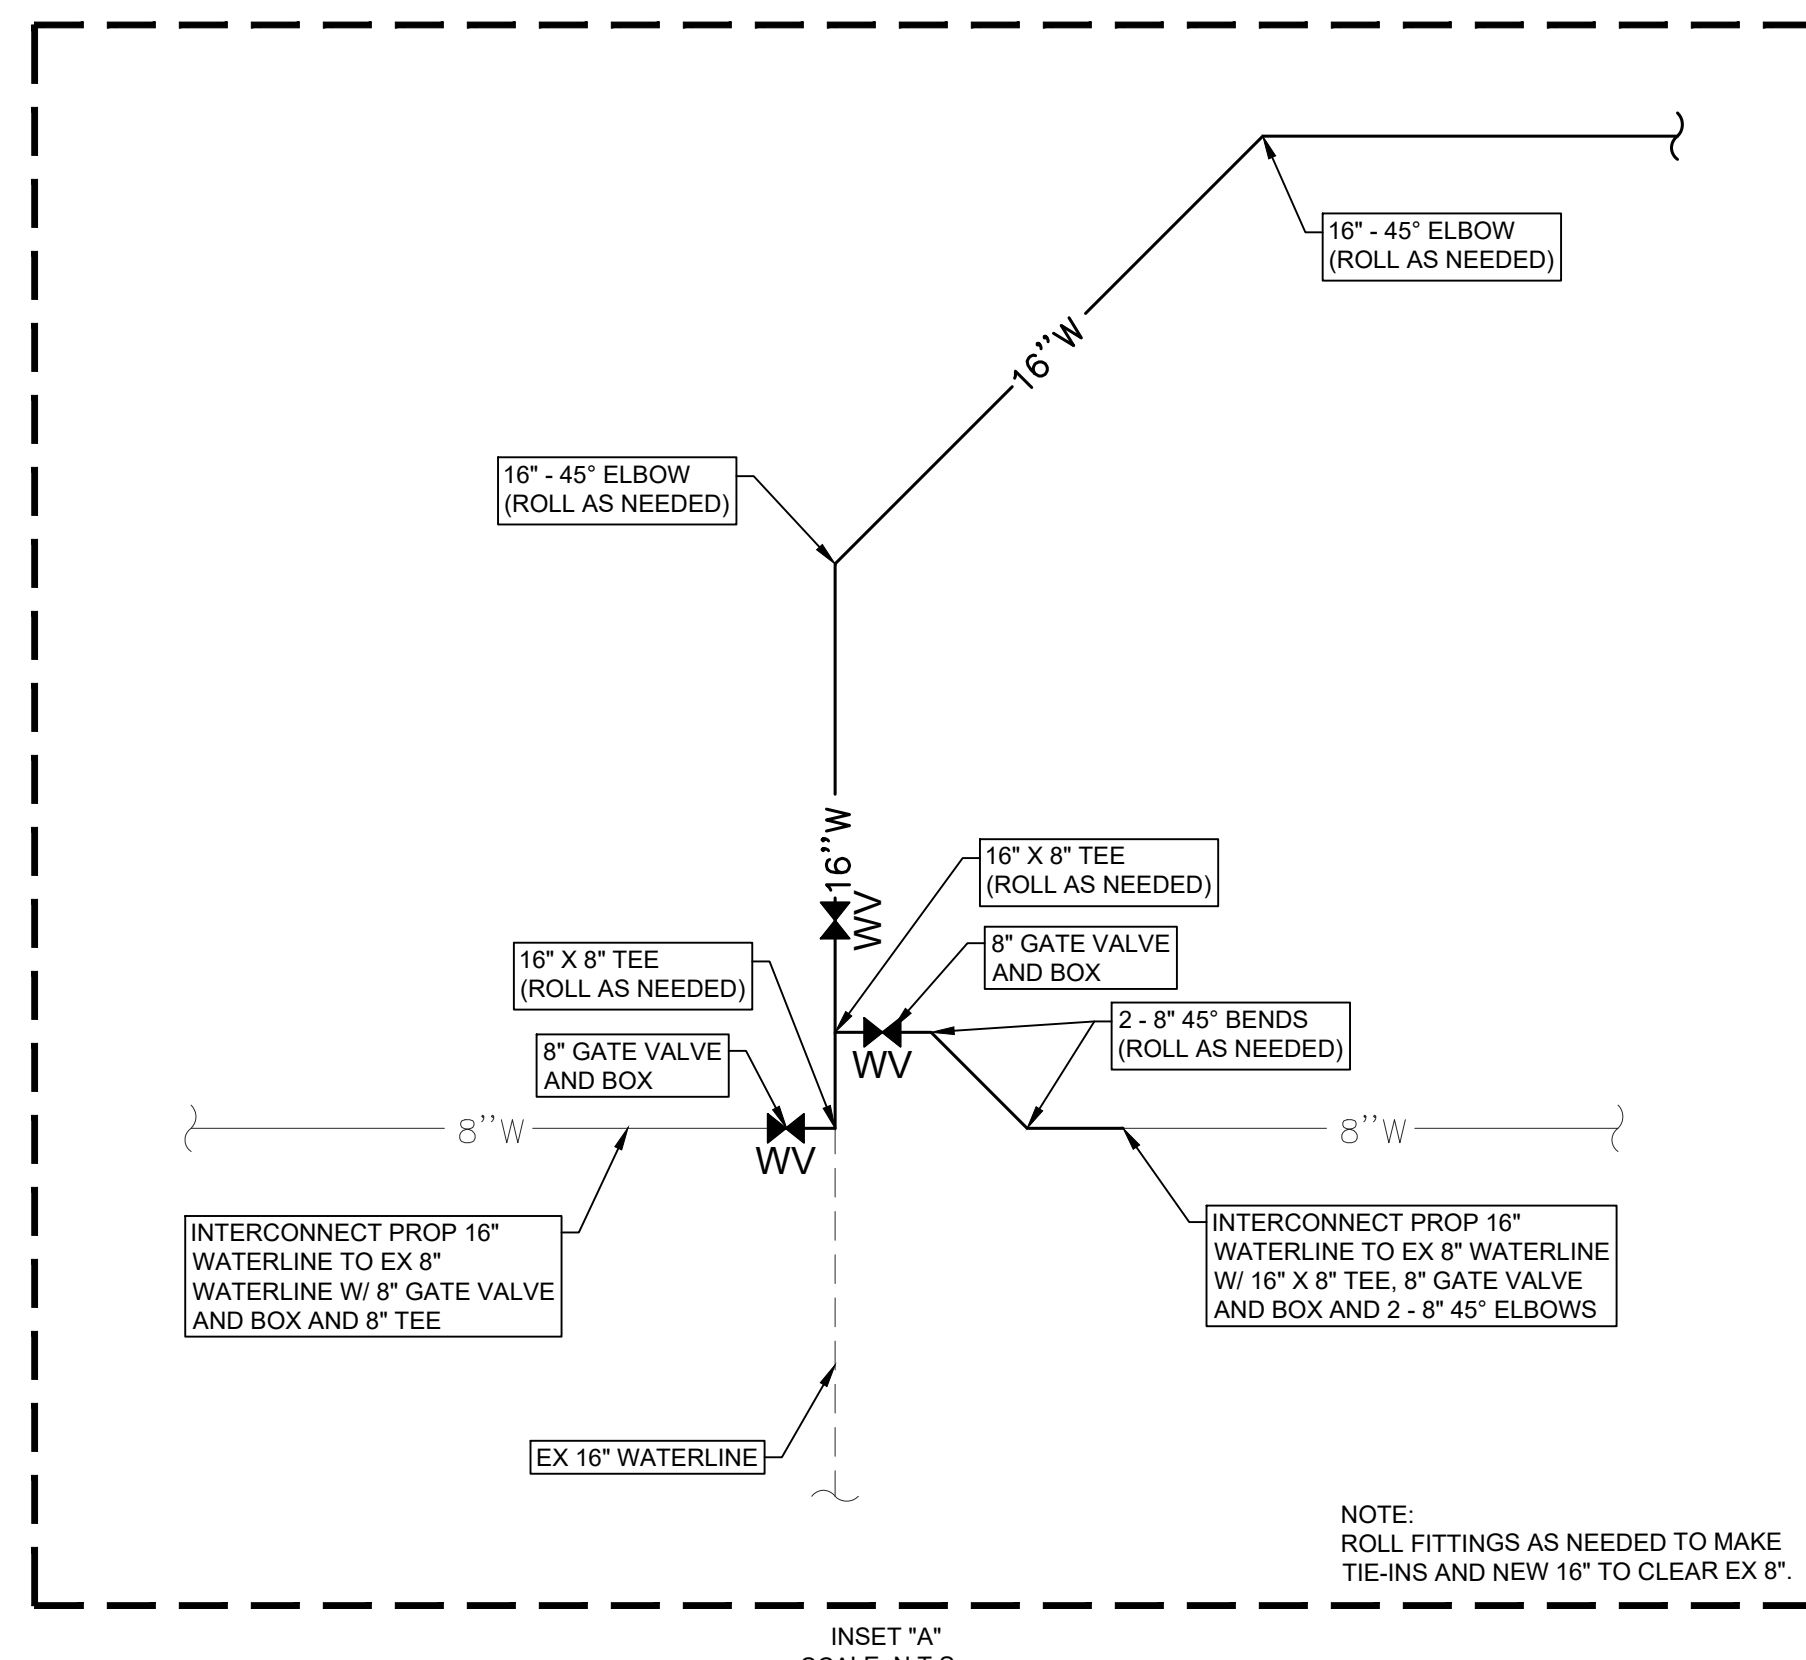 16" - 45° ELBOW
(ROLL AS NEEDED)
16''W
16" - 45° ELBOW
(ROLL AS NEEDED)
16''W
WV
16" X 8" TEE
(ROLL AS NEEDED)
8" GATE VALVE
AND BOX
16" X 8" TEE
(ROLL AS NEEDED)
2 - 8" 45° BENDS
(ROLL AS NEEDED)
8" GATE VALVE
AND BOX
WV
8''W
WV
8''W
INTERCONNECT PROP 16"
WATERLINE TO EX 8"
WATERLINE W/ 8" GATE VALVE
AND BOX AND 8" TEE
INTERCONNECT PROP 16"
WATERLINE TO EX 8" WATERLINE
W/ 16" X 8" TEE, 8" GATE VALVE
AND BOX AND 2 - 8" 45° ELBOWS
EX 16" WATERLINE
NOTE:
ROLL FITTINGS AS NEEDED TO MAKE
TIE-INS AND NEW 16" TO CLEAR EX 8".
INSET "A"
SCALE: N.T.S.